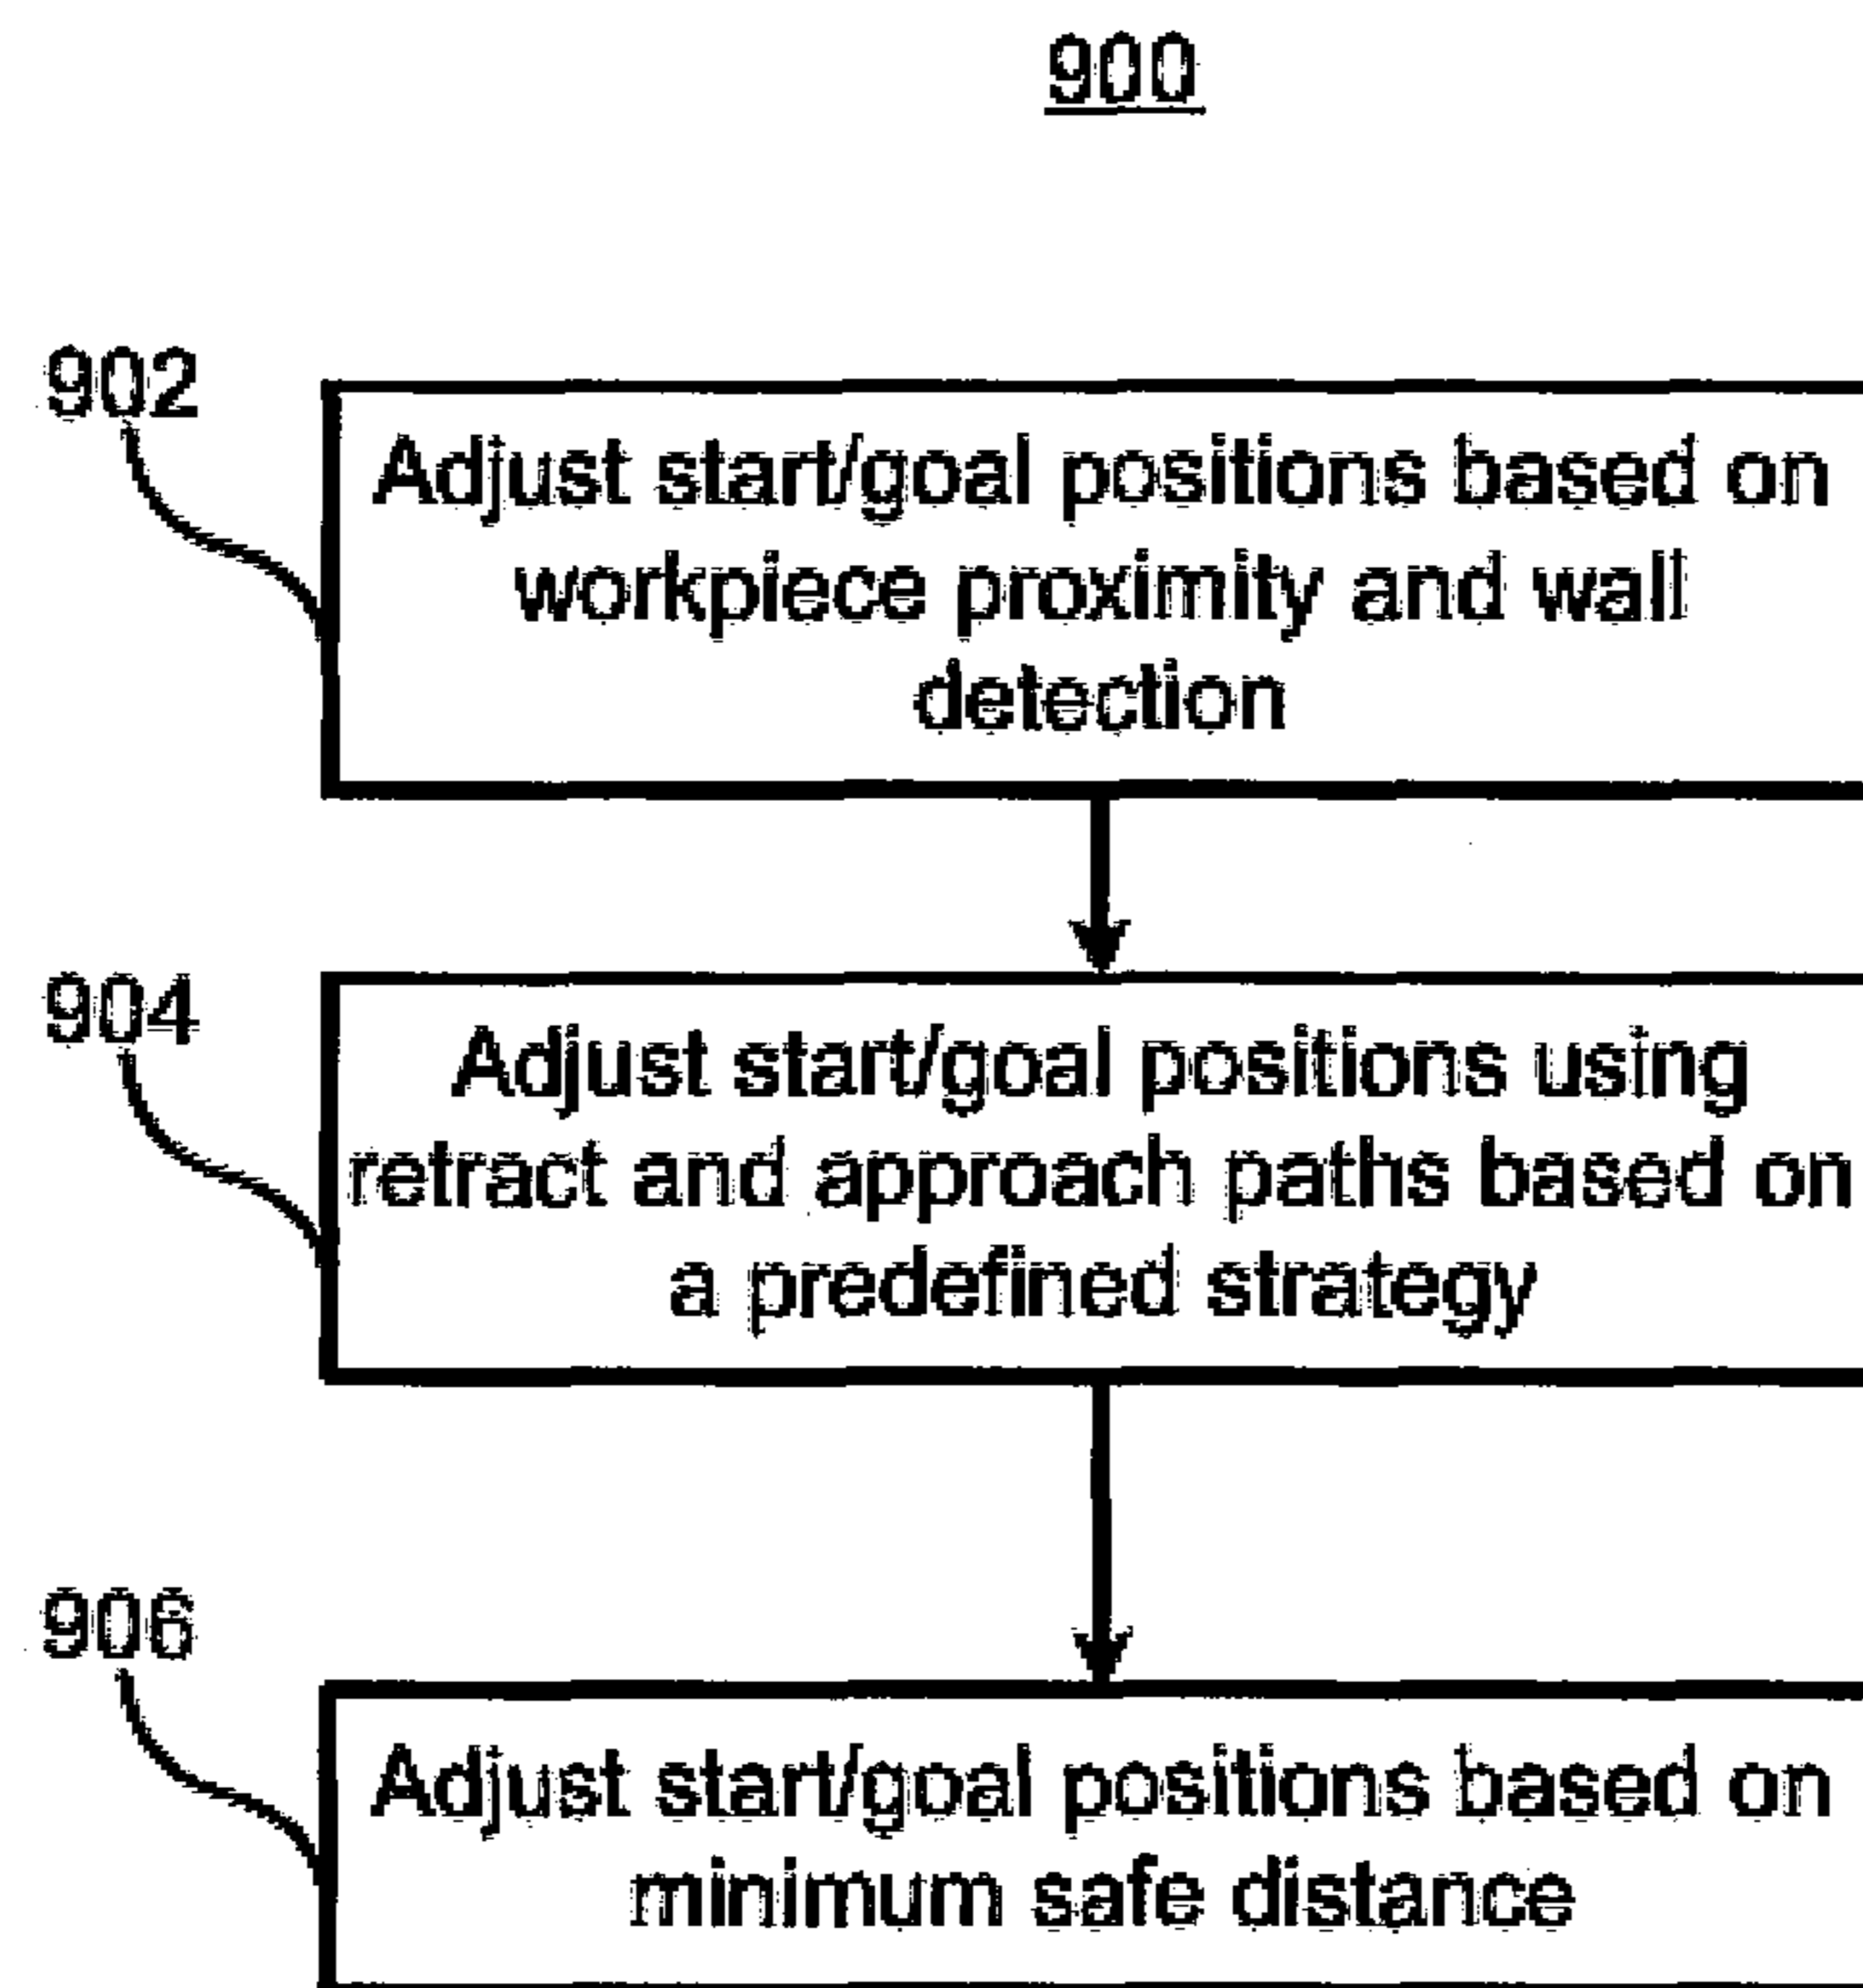 900
902
Adjust start/goal positions based on
workpiece proximity and wall
detection
904
Adjust start/goal positions using
retract and approach paths based on
a predefined strategy
906
Adjust start/goal positions based on
minimum safe distance